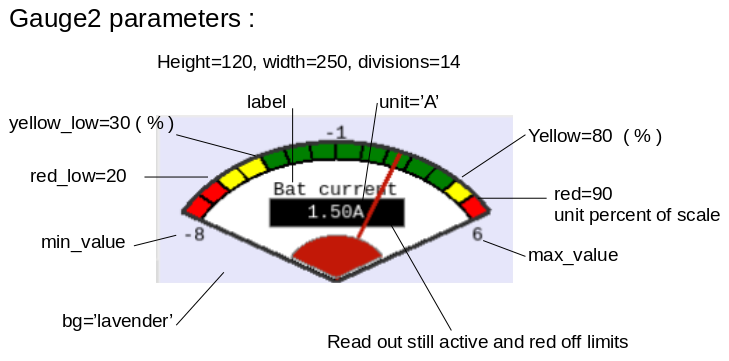 Gauge2 parameters :
Height=120, width=250, divisions=14
label
unit=’A’
yellow_low=30 ( % )
-1
Yellow=80  ( % )
red_low=20
Bat current
red=90
1.50A
unit percent of scale
min_value
-8
6
max_value
bg=’lavender’
Read out still active and red off limits